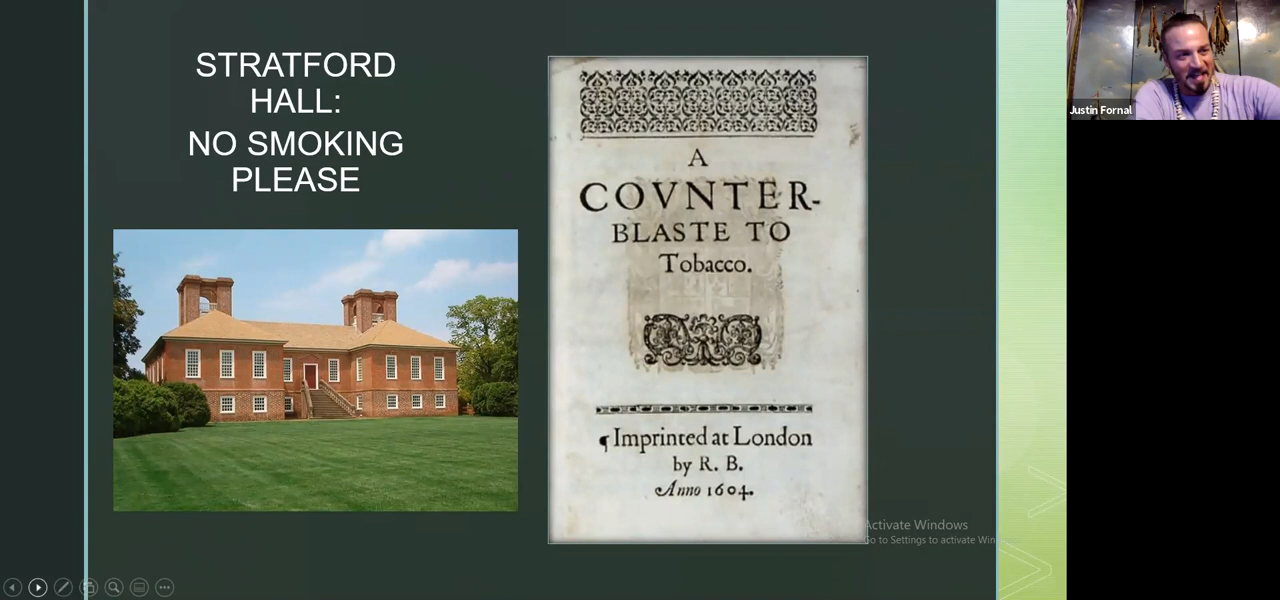 STRATFORD
HALL:
NO SMOKING
PLEASE
A
COVNTER-
BLASTE TO
Tobacco.
¶ Imprinted at London
by R. B.
Anno 1604.
Justin Fornal
Activate Windows
Go to Settings to activate Win